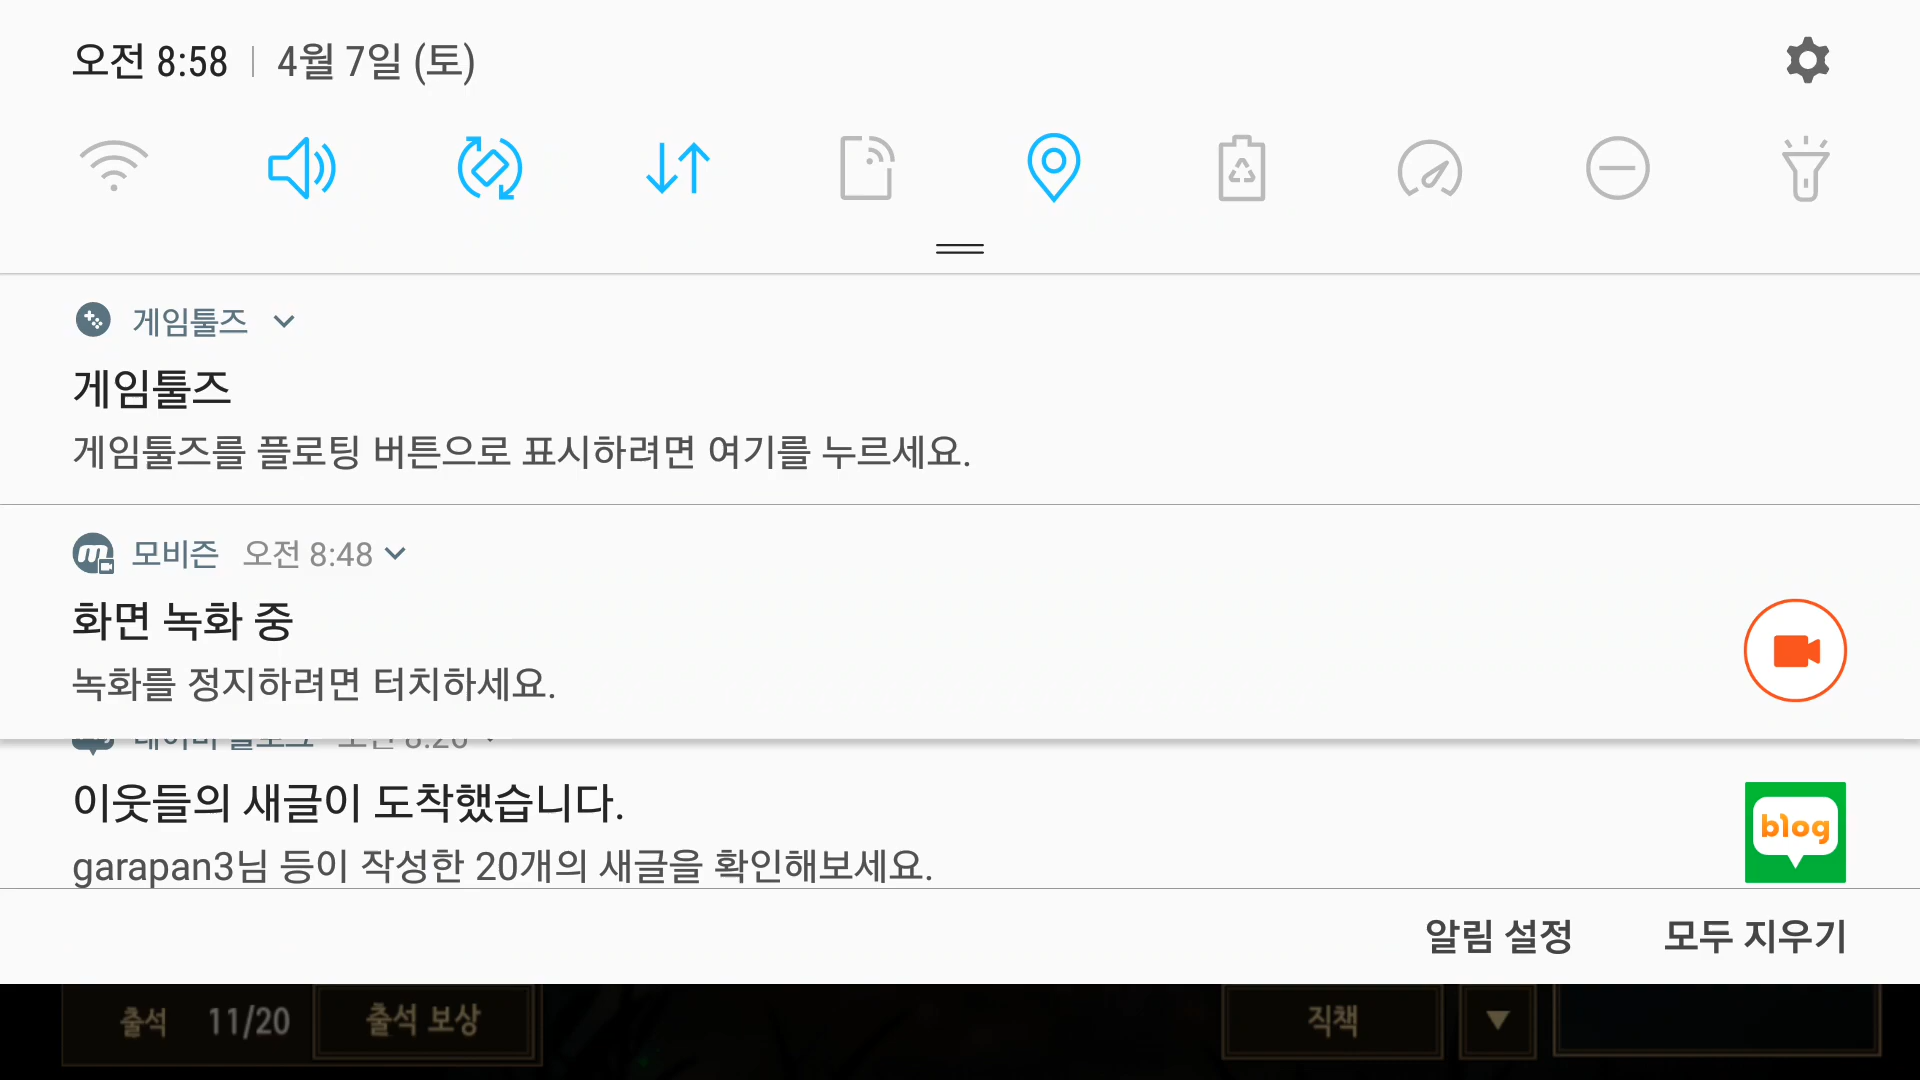 오전 8:58 | 4월 7일 (토)
게임툴즈
게임툴즈
게임툴즈를 플로팅 버튼으로 표시하려면 여기를 누르세요.
모비즌 오전 8:48
화면 녹화 중
녹화를 정지하려면 터치하세요.
이웃들의 새글이 도착했습니다.
garapan3님 등이 작성한 20개의 새글을 확인해보세요.
blog
알림 설정 모두 지우기
출석 11/20 출석 보상 직책